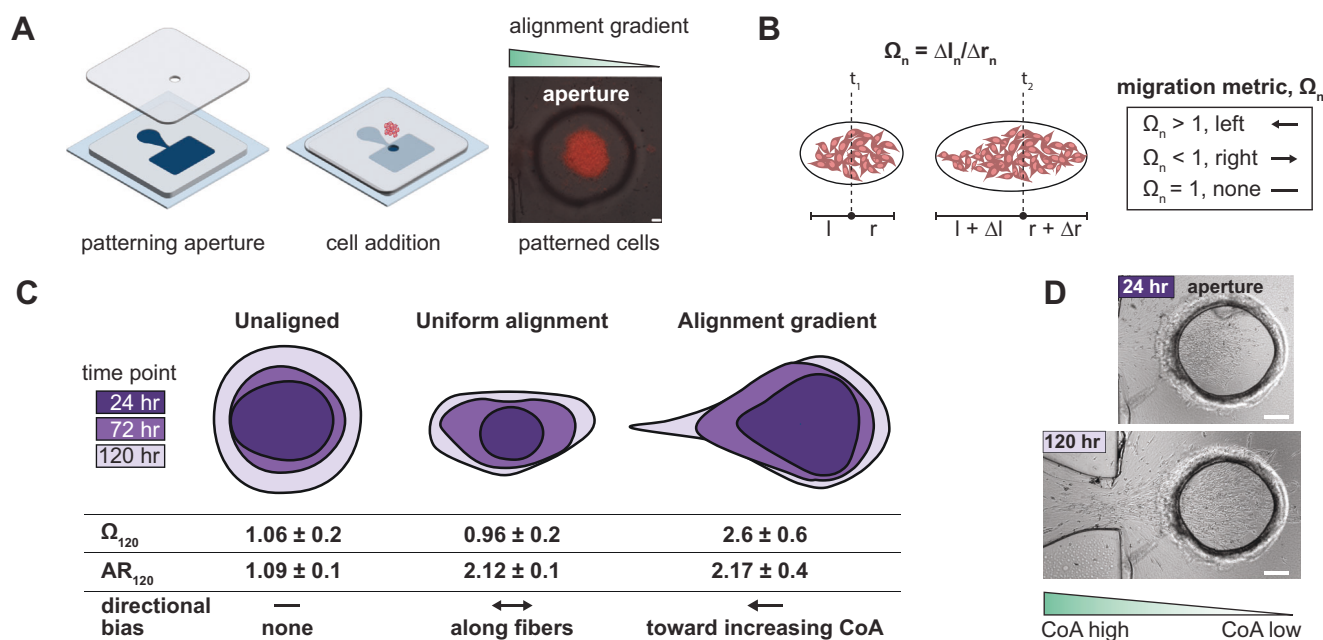 A
alignment gradient
aperture
patterning aperture
cell addition
patterned cells
B
Ωn = Δln/Δrn
t1
t2
l
r
l + Δl
r + Δr
migration metric, Ωn
Ωn > 1, left ←
Ωn < 1, right →
Ωn = 1, none —
C
Unaligned
Uniform alignment
Alignment gradient
time point
24 hr
72 hr
120 hr
Ω120 1.06 ± 0.2 0.96 ± 0.2 2.6 ± 0.6
AR120 1.09 ± 0.1 2.12 ± 0.1 2.17 ± 0.4
directional — ↔ ←
bias none along fibers toward increasing CoA
D
24 hr
aperture
120 hr
CoA high
CoA low